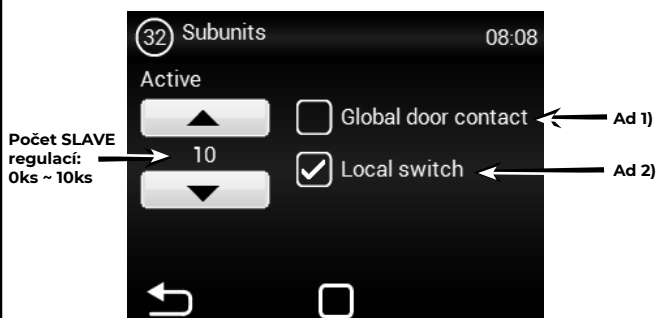 32 Subunits 08:08
Active
Global door contact
Ad 1)
Počet SLAVE
regulací:
0ks ~ 10ks
10
Local switch
Ad 2)